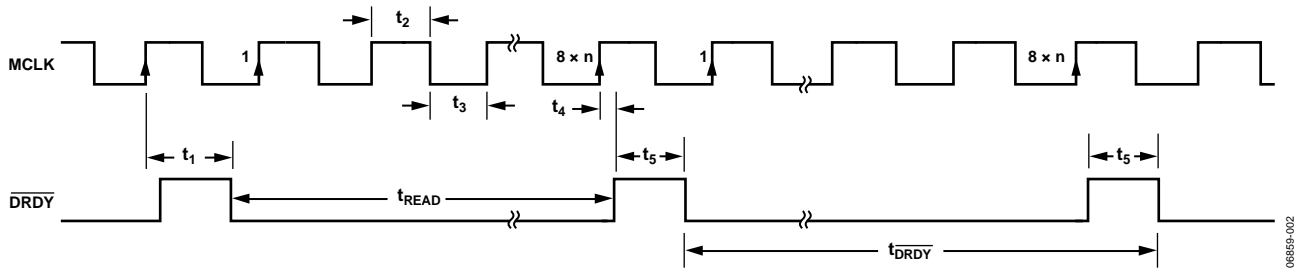 t2
MCLK
1
8 × n
1
8 × n
t3
t4
t1
t5
t5
DRDY
tREAD
tDRDY
06859-002